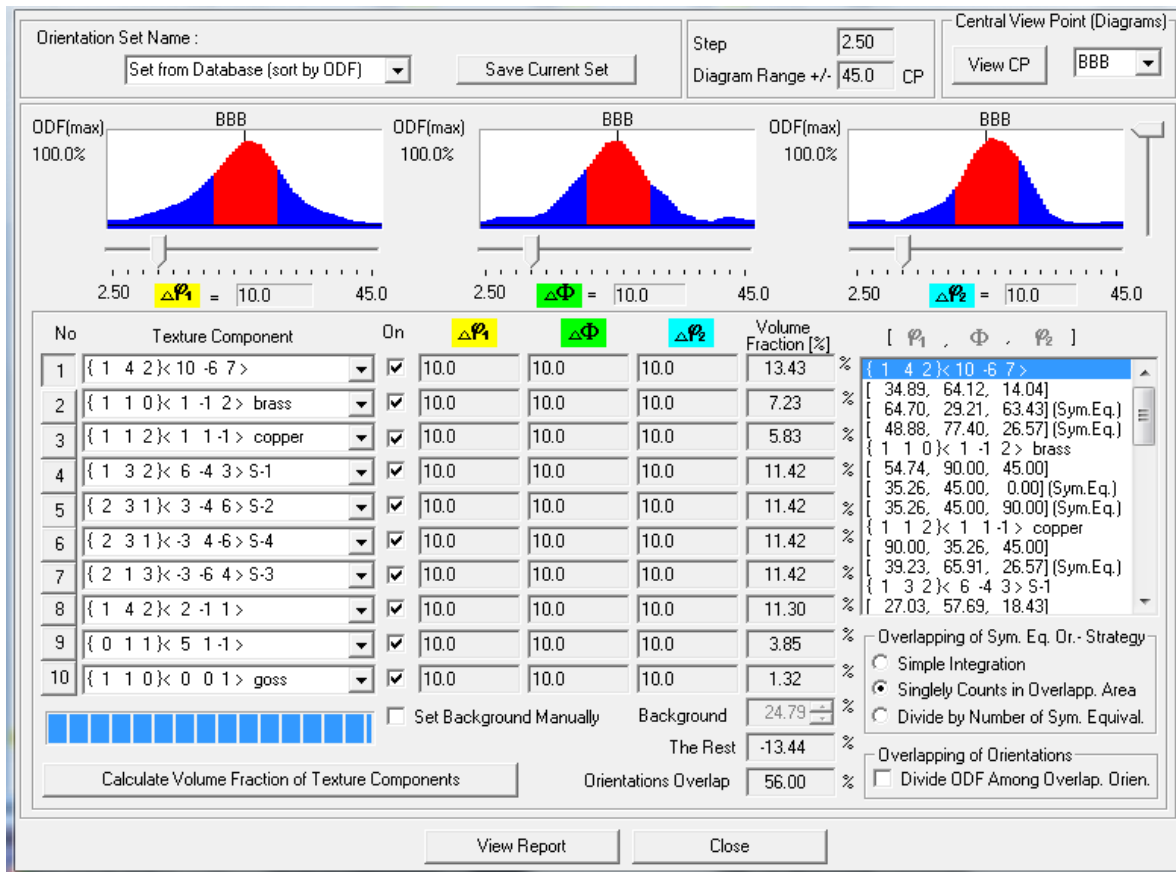 Orientation Set Name :
Set from Database (sort by ODF)
Save Current Set
Step 2.50
Diagram Range +/- 45.0 CP
Central View Point (Diagrams)
View CP
BBB
ODF(max) BBB
100.0%
ODF(max) BBB
100.0%
ODF(max) BBB
100.0%
2.50 △φ1 = 10.0 45.0
2.50 △Φ = 10.0 45.0
2.50 △φ2 = 10.0 45.0
No Texture Component On △φ1 △Φ △φ2 Volume Fraction [%]
1 { 1 4 2 }< 10 -6 7 > 10.0 10.0 10.0 13.43 %
2 { 1 1 0 }< 1 -1 2 > brass 10.0 10.0 10.0 7.23 %
3 { 1 1 2 }< 1 1 -1 > copper 10.0 10.0 10.0 5.83 %
4 { 1 3 2 }< 6 -4 3 > S-1 10.0 10.0 10.0 11.42 %
5 { 2 3 1 }< 3 -4 6 > S-2 10.0 10.0 10.0 11.42 %
6 { 2 3 1 }< -3 4 -6 > S-4 10.0 10.0 10.0 11.42 %
7 { 2 1 3 }< -3 -6 4 > S-3 10.0 10.0 10.0 11.42 %
8 { 1 4 2 }< 2 -1 1 > 10.0 10.0 10.0 11.30 %
9 { 0 1 1 }< 5 1 -1 > 10.0 10.0 10.0 3.85 %
10 { 1 1 0 }< 0 0 1 > goss 10.0 10.0 10.0 1.32 %
Set Background Manually Background 24.79 %
The Rest -13.44 %
Calculate Volume Fraction of Texture Components
Orientations Overlap 56.00 %
[ φ1 , Φ , φ2 ]
{ 1 4 2 }< 10 -6 7 >
[ 34.89, 64.12, 14.04]
[ 64.70, 29.21, 63.43] (Sym.Eq.)
[ 48.88, 77.40, 26.57] (Sym.Eq.)
{ 1 1 0 }< 1 -1 2 > brass
[ 54.74, 90.00, 45.00]
[ 35.26, 45.00, 0.00] (Sym.Eq.)
[ 35.26, 45.00, 90.00] (Sym.Eq.)
{ 1 1 2 }< 1 1 -1 > copper
[ 90.00, 35.26, 45.00]
[ 39.23, 65.91, 26.57] (Sym.Eq.)
{ 1 3 2 }< 6 -4 3 > S-1
[ 27.03, 57.69, 18.43]
Overlapping of Sym. Eq. Or.- Strategy
Simple Integration
Singlely Counts in Overlapp. Area
Divide by Number of Sym. Equival.
Overlapping of Orientations
Divide ODF Among Overlap. Orien.
View Report
Close